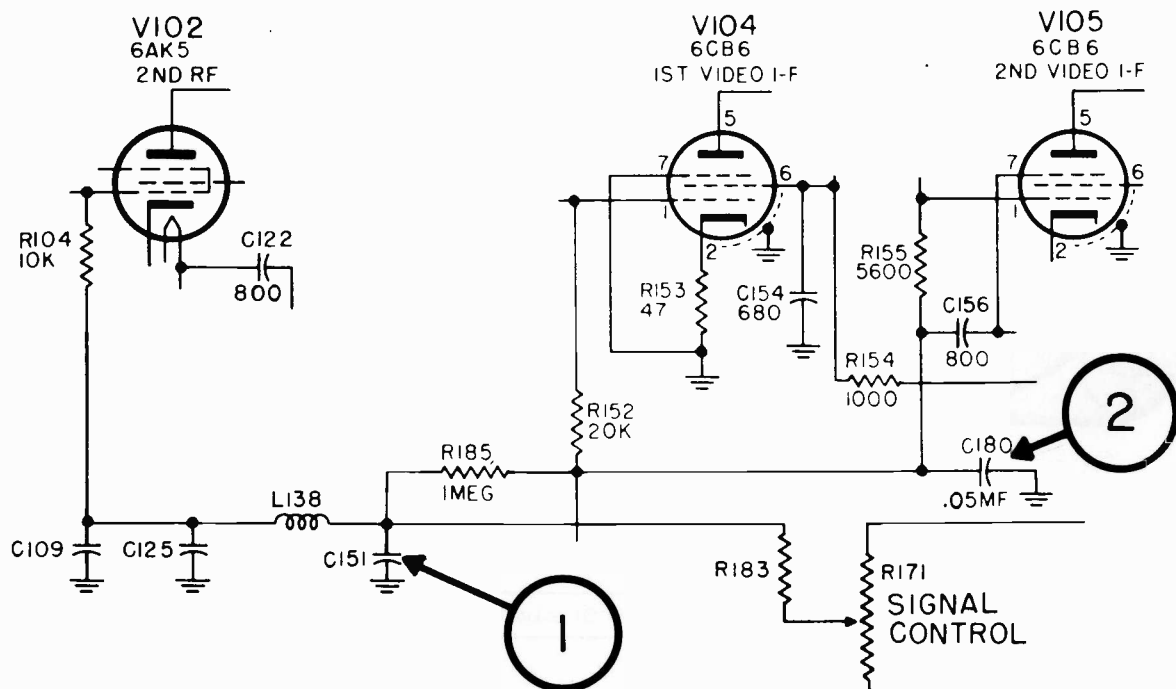 V102
6AK5
2ND RF
V104
6CB6
1ST VIDEO I-F
V105
6CB6
2ND VIDEO I-F
5
5
7
6
7
6
1
1
2
2
R104
10K
C122
800
R153
47
C154
680
R155
5600
C156
800
R154
1000
2
R152
20K
R185
1MEG
C180
.05MF
L138
C109
C125
C151
R183
R171
SIGNAL
CONTROL
1